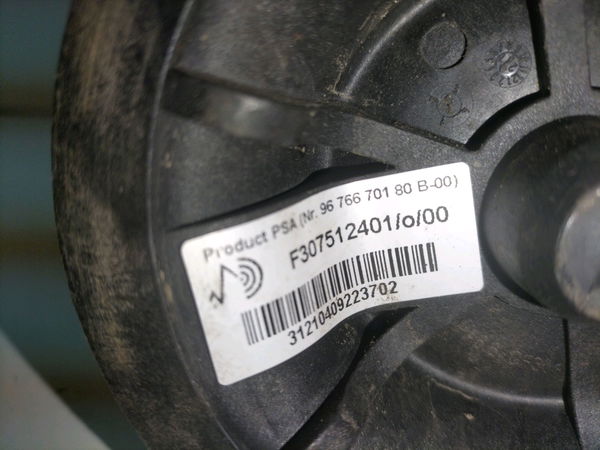 Product PSA (Nr. 96 766 701 80 B-00)
F307512401/o/00
31210409223702